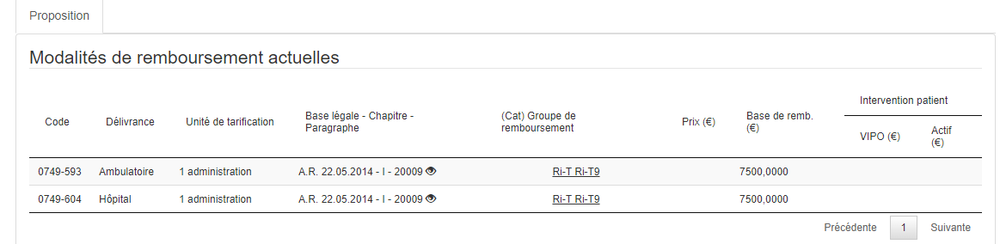 Proposition
Modalités de remboursement actuelles
Intervention patient
Code Délivrance Unité de tarification Base légale - Chapitre - Paragraphe (Cat) Groupe de remboursement Prix (€) Base de remb. (€) VIPO (€) Actif (€)
0749-593 Ambulatoire 1 administration A.R. 22.05.2014 - I - 20009 Ri-T Ri-T9 7500,0000
0749-604 Hôpital 1 administration A.R. 22.05.2014 - I - 20009 Ri-T Ri-T9 7500,0000
Précédente 1 Suivante